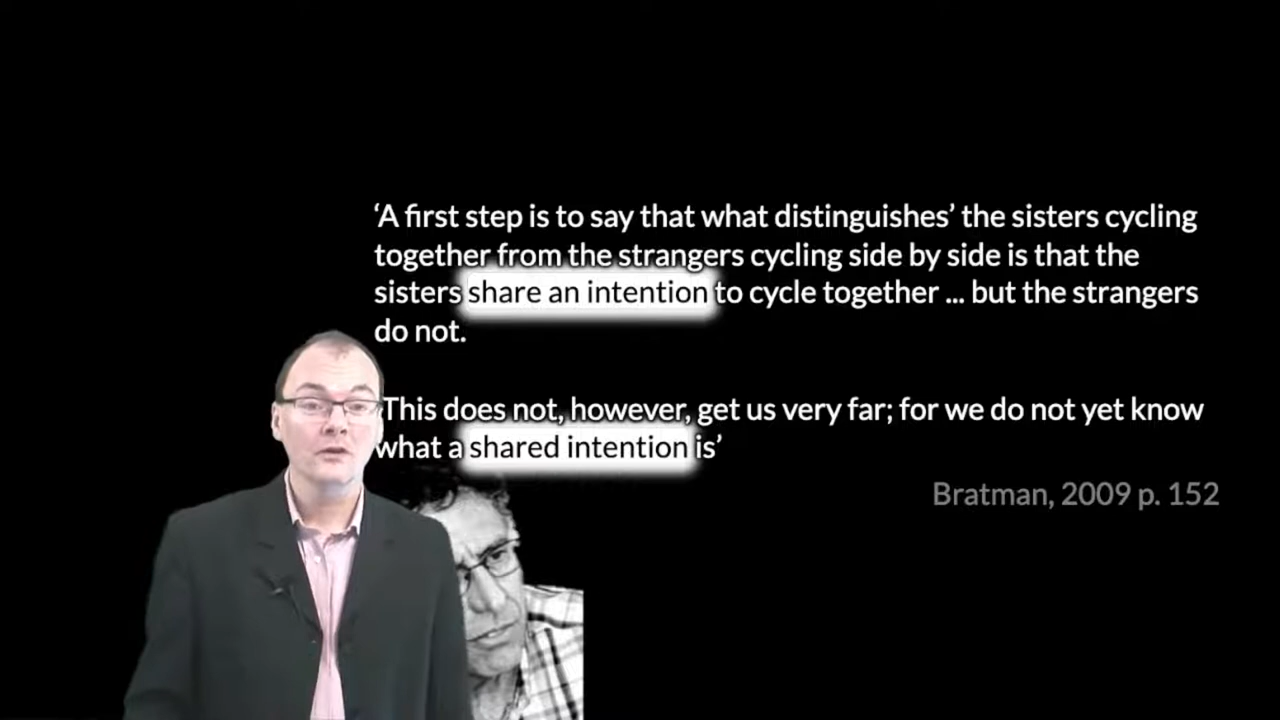 ‘A first step is to say that what distinguishes’ the sisters cycling
together from the strangers cycling side by side is that the
sisters share an intention to cycle together ... but the strangers
do not.
‘This does not, however, get us very far; for we do not yet know
what a shared intention is’
Bratman, 2009 p. 152